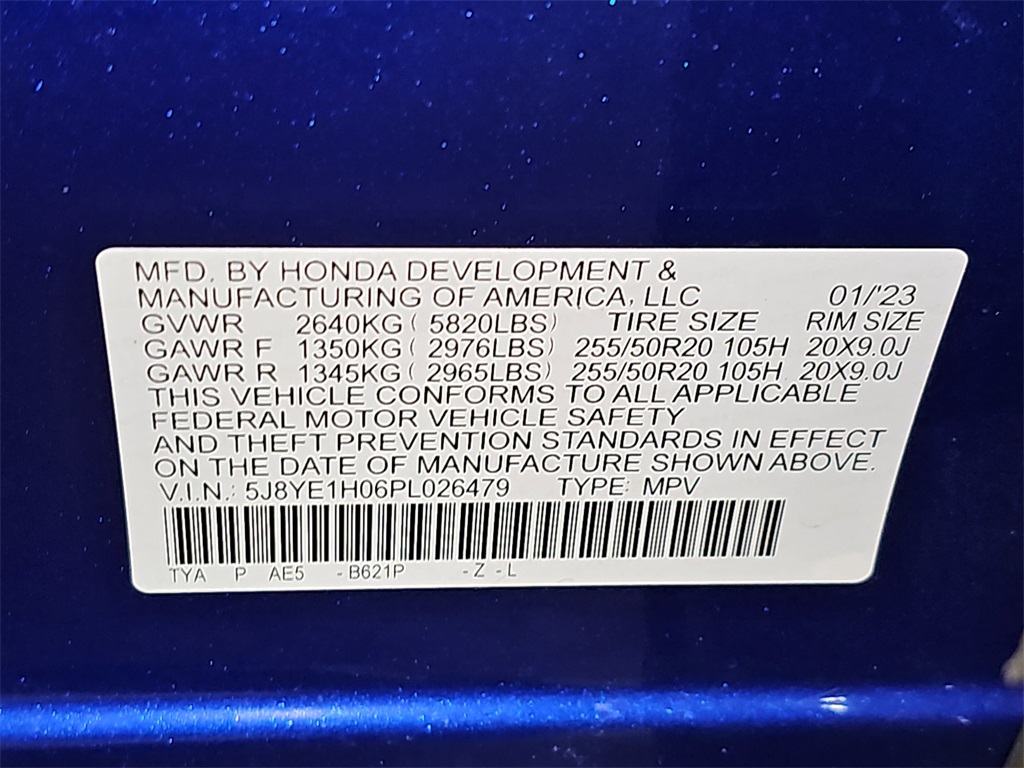 MFD. BY HONDA DEVELOPMENT &
MANUFACTURING OF AMERICA, LLC 01/'23
GVWR 2640KG ( 5820LBS) TIRE SIZE RIM SIZE
GAWR F 1350KG ( 2976LBS) 255/50R20 105H 20X9.0J
GAWR R 1345KG ( 2965LBS) 255/50R20 105H 20X9.0J
THIS VEHICLE CONFORMS TO ALL APPLICABLE
FEDERAL MOTOR VEHICLE SAFETY
AND THEFT PREVENTION STANDARDS IN EFFECT
ON THE DATE OF MANUFACTURE SHOWN ABOVE.
V.I.N.: 5J8YE1H06PL026479 TYPE: MPV
TYA P AE5 -B621P -Z -L